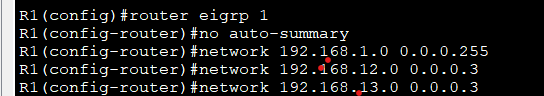 R1(config)#router eigrp 1
R1(config-router)#no auto-summary
R1(config-router)#network 192.168.1.0 0.0.0.255
R1(config-router)#network 192.168.12.0 0.0.0.3
R1(config-router)#network 192.168.13.0 0.0.0.3